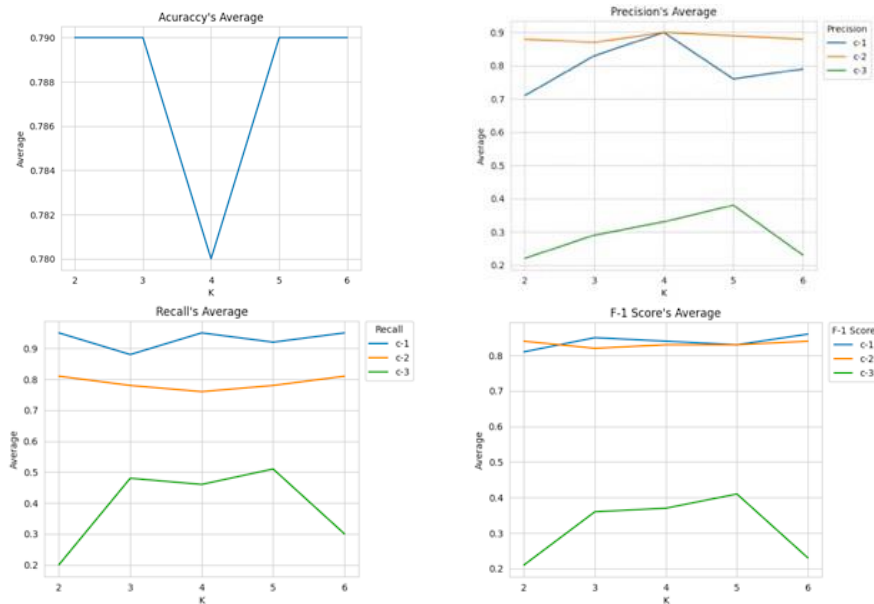 Acuraccy's Average
0.790
0.788
0.786
0.784
0.782
0.780
Average
2 3 4 5 6
K
Precision's Average
0.9
0.8
0.7
0.6
0.5
0.4
0.3
0.2
Average
2 3 4 5 6
K
Precision
c-1
c-2
c-3
Recall's Average
0.9
0.8
0.7
0.6
0.5
0.4
0.3
0.2
Average
2 3 4 5 6
K
Recall
c-1
c-2
c-3
F-1 Score's Average
0.8
0.7
0.6
0.5
0.4
0.3
0.2
Average
2 3 4 5 6
K
F-1 Score
c-1
c-2
c-3